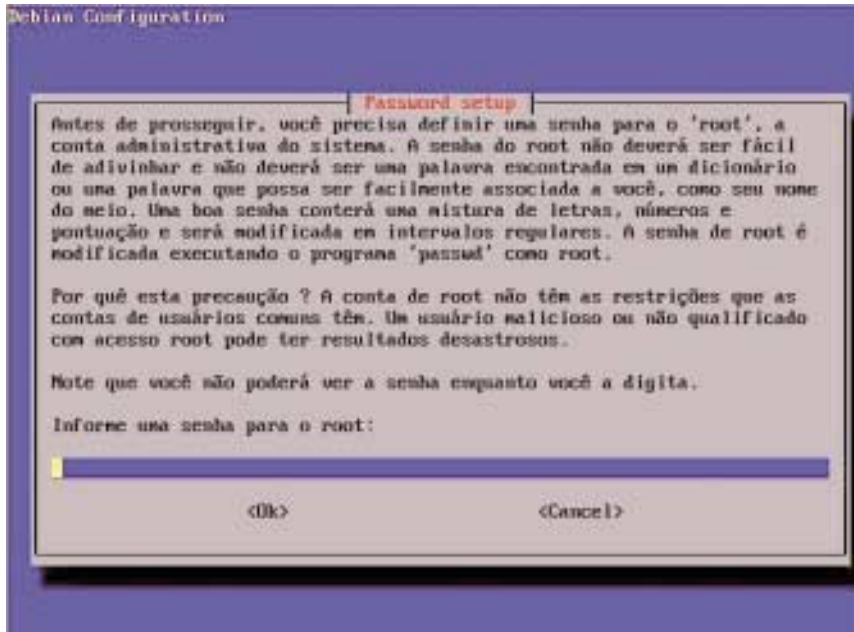 Debian Configuration
Password setup
Antes de prosseguir, você precisa definir uma senha para o 'root', a
conta administrativa do sistema. A senha do root não deverá ser fácil
de adivinhar e não deverá ser uma palavra encontrada em um dicionário
ou uma palavra que possa ser facilmente associada a você, como seu nome
do meio. Uma boa senha conterá uma mistura de letras, números e
pontuação e será modificada em intervalos regulares. A senha de root é
modificada executando o programa 'passwd' como root.
Por quê esta precaução ? A conta de root não têm as restrições que as
contas de usuários comuns têm. Um usuário malicioso ou não qualificado
com acesso root pode ter resultados desastrosos.
Note que você não poderá ver a senha enquanto você a digita.
Informe uma senha para o root:
<Ok> <Cancel>